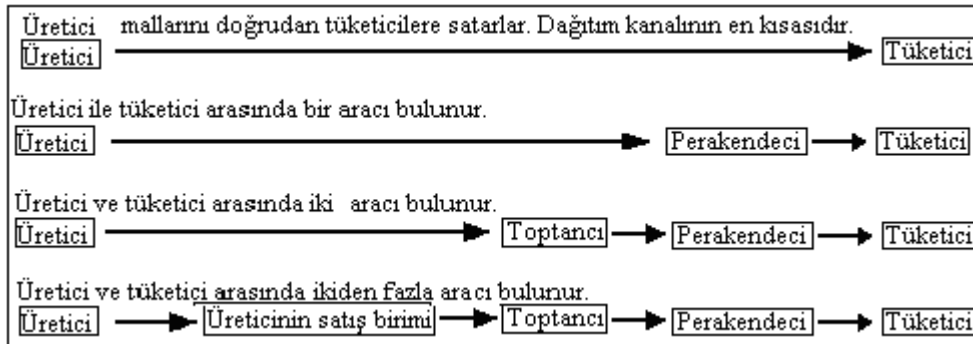 Üretici mallarını doğrudan tüketicilere satarlar. Dağıtım kanalının en kısasıdır.
Üretici Tüketici
Üretici ile tüketici arasında bir aracı bulunur.
Üretici Perakendeci Tüketici
Üretici ve tüketici arasında iki aracı bulunur.
Üretici Toptancı Perakendeci Tüketici
Üretici ve tüketici arasında ikiden fazla aracı bulunur.
Üretici Üreticinin satış birimi Toptancı Perakendeci Tüketici